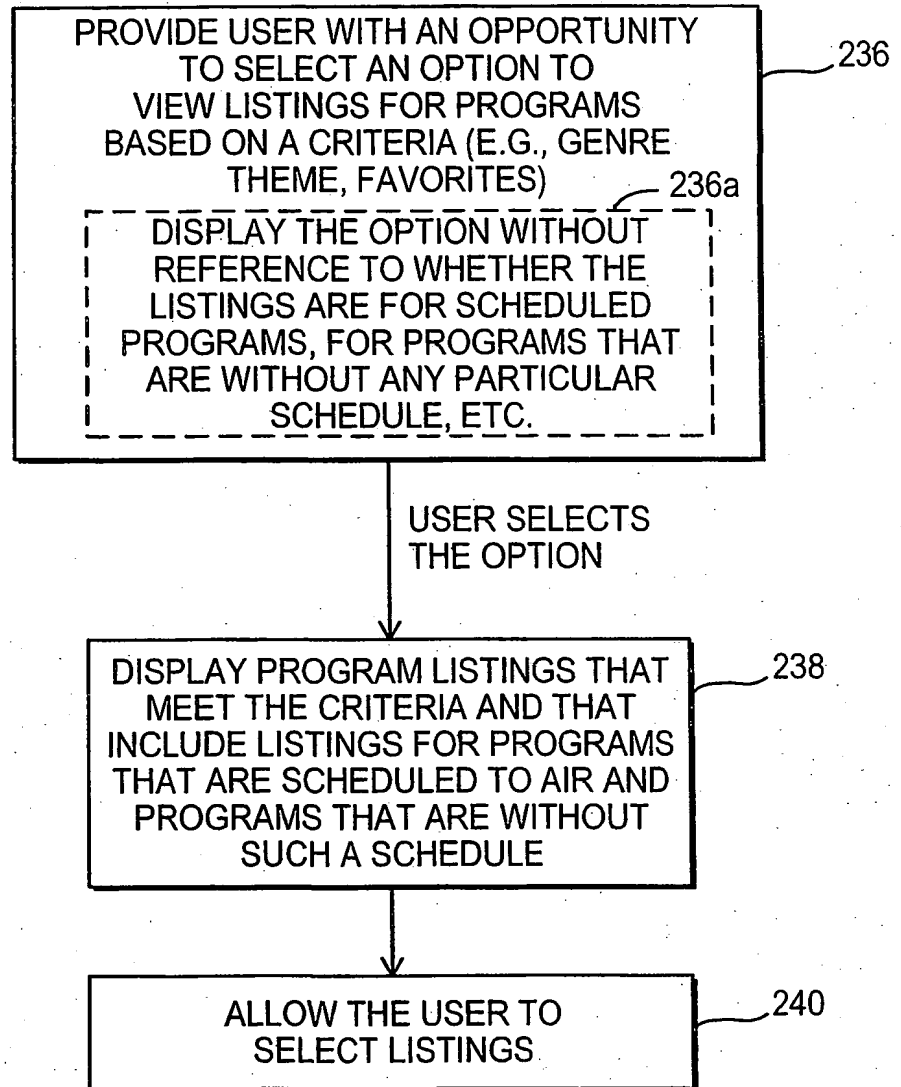 PROVIDE USER WITH AN OPPORTUNITY
TO SELECT AN OPTION TO
VIEW LISTINGS FOR PROGRAMS
BASED ON A CRITERIA (E.G., GENRE
THEME, FAVORITES)
236
236a
DISPLAY THE OPTION WITHOUT
REFERENCE TO WHETHER THE
LISTINGS ARE FOR SCHEDULED
PROGRAMS, FOR PROGRAMS THAT
ARE WITHOUT ANY PARTICULAR
SCHEDULE, ETC.
USER SELECTS
THE OPTION
DISPLAY PROGRAM LISTINGS THAT
MEET THE CRITERIA AND THAT
INCLUDE LISTINGS FOR PROGRAMS
THAT ARE SCHEDULED TO AIR AND
PROGRAMS THAT ARE WITHOUT
SUCH A SCHEDULE
238
ALLOW THE USER TO
SELECT LISTINGS
240